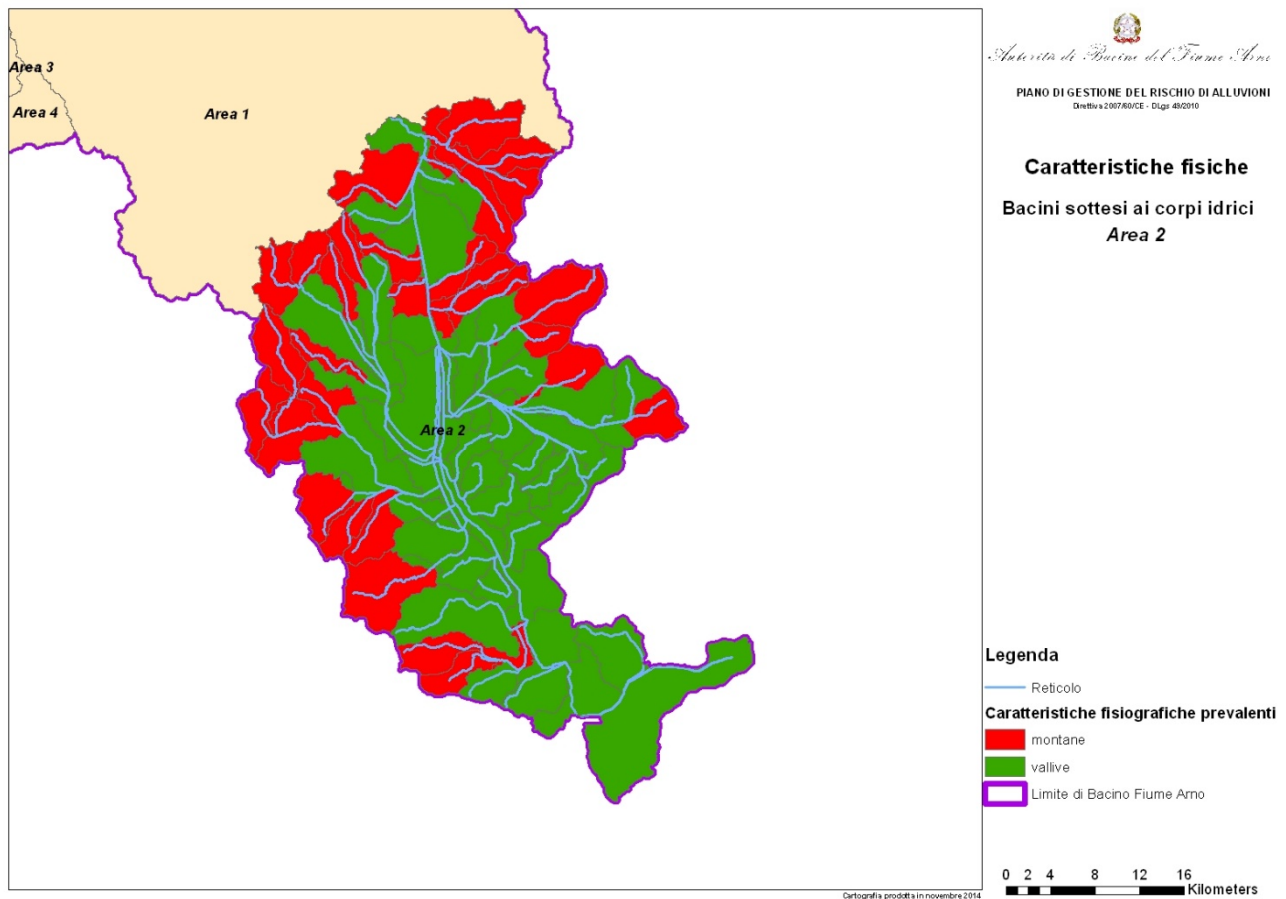 Area 3
Area 4
Area 1
Area 2
Cartografia prodotta in novembre 2014
Autorità di Bacino del Fiume Arno
PIANO DI GESTIONE DEL RISCHIO DI ALLUVIONI
Direttiva 2007/60/CE - DLgs 49/2010
Caratteristiche fisiche
Bacini sottesi ai corpi idrici
Area 2
Legenda
Reticolo
Caratteristiche fisiografiche prevalenti
montane
vallive
Limite di Bacino Fiume Arno
0 2 4 8 12 16
Kilometers